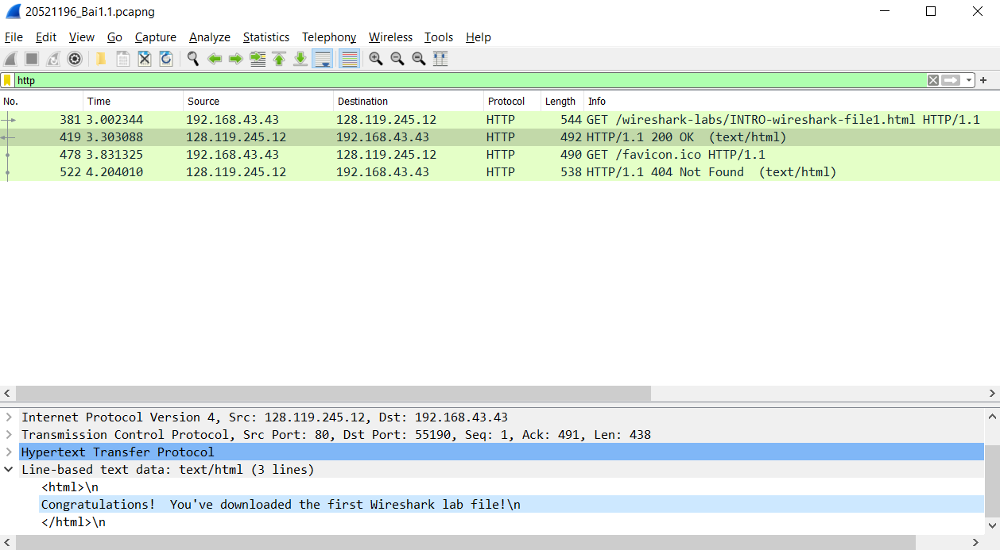 20521196_Bai1.1.pcapng
File Edit View Go Capture Analyze Statistics Telephony Wireless Tools Help
http
No. Time Source Destination Protocol Length Info
381 3.002344 192.168.43.43 128.119.245.12 HTTP 544 GET /wireshark-labs/INTRO-wireshark-file1.html HTTP/1.1
419 3.303088 128.119.245.12 192.168.43.43 HTTP 492 HTTP/1.1 200 OK  (text/html)
478 3.831325 192.168.43.43 128.119.245.12 HTTP 490 GET /favicon.ico HTTP/1.1
522 4.204010 128.119.245.12 192.168.43.43 HTTP 538 HTTP/1.1 404 Not Found  (text/html)
Internet Protocol Version 4, Src: 128.119.245.12, Dst: 192.168.43.43
Transmission Control Protocol, Src Port: 80, Dst Port: 55190, Seq: 1, Ack: 491, Len: 438
Hypertext Transfer Protocol
Line-based text data: text/html (3 lines)
<html>\n
Congratulations!  You've downloaded the first Wireshark lab file!\n
</html>\n